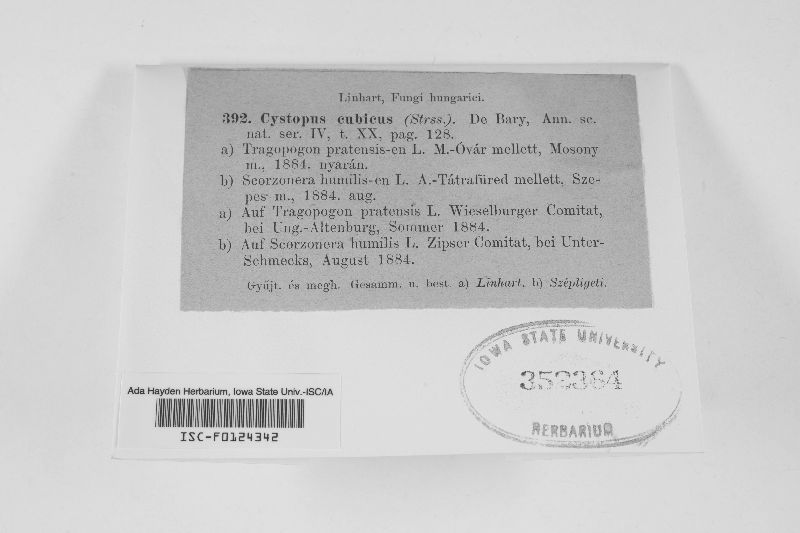 Linhart, Fungi hungarici.
392. Cystopus cubicus (Strss.). De Bary, Ann. sc.
nat. ser. IV, t. XX, pag. 128.
a) Tragopogon pratensis-en L. M.-Óvár mellett, Mosony
m., 1884. nyarán.
b) Scorzonera humilis-en L. A.-Tátrafüred mellett, Sze-
pes m., 1884. aug.
a) Auf Tragopogon pratensis L. Wieselburger Comitat,
bei Ung.-Altenburg, Sommer 1884.
b) Auf Scorzonera humilis L. Zipser Comitat, bei Unter-
Schmecks, August 1884.
Gyüjt. és megh. Gesamm. u. best. a) Linhart, b) Szépligeti.
IOWA STATE UNIVERSITY
352364
HERBARIUM
Ada Hayden Herbarium, Iowa State Univ.-ISC/IA
ISC-F0124342